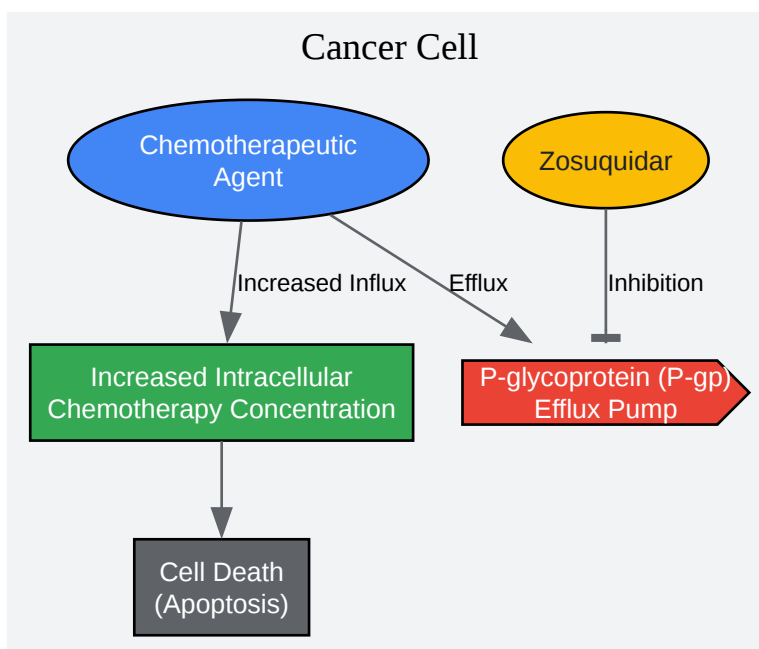 Cancer Cell
Chemotherapeutic
Agent
Zosuquidar
Increased Influx
Efflux
Inhibition
Increased Intracellular
Chemotherapy Concentration
P-glycoprotein (P-gp)
Efflux Pump
Cell Death
(Apoptosis)